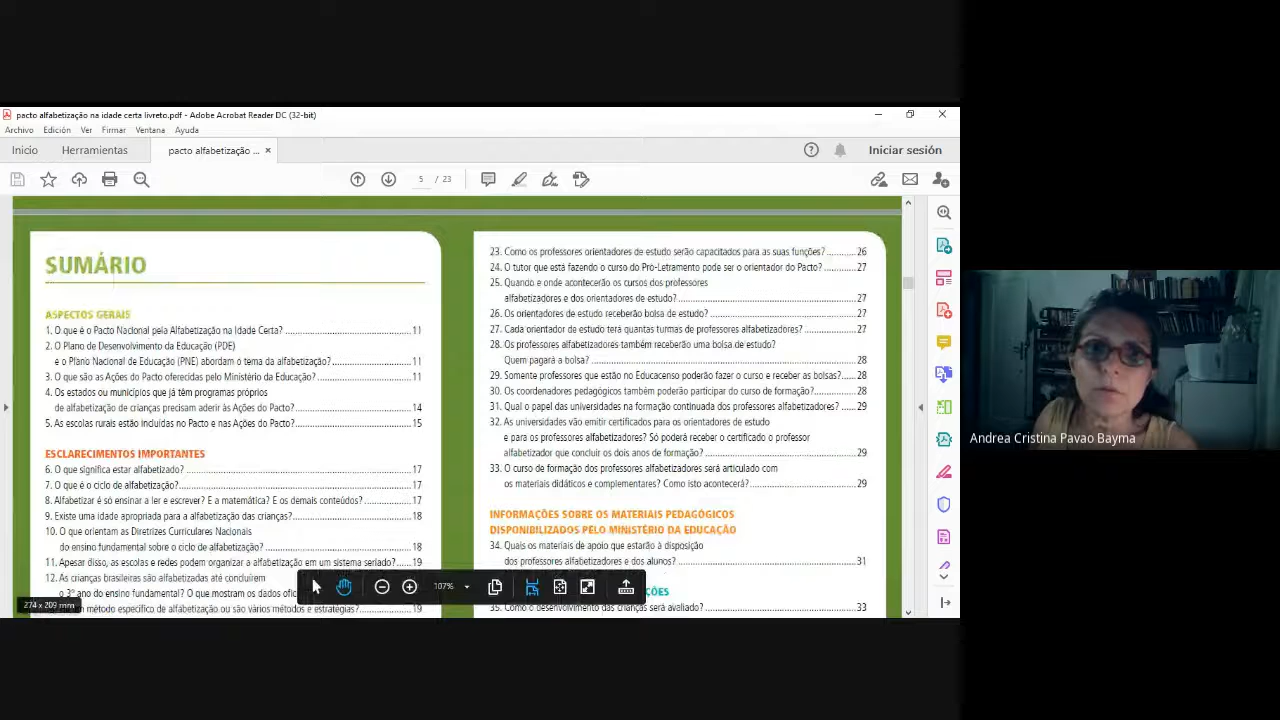 pacto alfabetização na idade certa livreto.pdf - Adobe Acrobat Reader DC (32-bit)
Archivo Edición Ver Firmar Ventana Ayuda
Inicio Herramientas pacto alfabetização ... × Iniciar sesión
5 / 23
SUMÁRIO
ASPECTOS GERAIS
1. O que é o Pacto Nacional pela Alfabetização na Idade Certa? 11
2. O Plano de Desenvolvimento da Educação (PDE)
e o Plano Nacional de Educação (PNE) abordam o tema da alfabetização? 11
3. O que são as Ações do Pacto oferecidas pelo Ministério da Educação? 11
4. Os estados ou municípios que já têm programas próprios
de alfabetização de crianças precisam aderir às Ações do Pacto? 14
5. As escolas rurais estão incluídas no Pacto e nas Ações do Pacto? 15
ESCLARECIMENTOS IMPORTANTES
6. O que significa estar alfabetizado? 17
7. O que é o ciclo de alfabetização? 17
8. Alfabetizar é só ensinar a ler e escrever? E a matemática? E os demais conteúdos? 17
9. Existe uma idade apropriada para a alfabetização das crianças? 18
10. O que orientam as Diretrizes Curriculares Nacionais
do ensino fundamental sobre o ciclo de alfabetização? 18
11. Apesar disso, as escolas e redes podem organizar a alfabetização em um sistema seriado? 19
12. As crianças brasileiras são alfabetizadas até concluírem
o 3º ano do ensino fundamental? O que mostram os dados
método específico de alfabetização ou são vários métodos e estratégias? 19
23. Como os professores orientadores de estudo serão capacitados para as suas funções? 26
24. O tutor que está fazendo o curso do Pró-Letramento pode ser o orientador do Pacto? 27
25. Quando e onde acontecerão os cursos dos professores
alfabetizadores e dos orientadores de estudo? 27
26. Os orientadores de estudo receberão bolsa de estudo? 27
27. Cada orientador de estudo terá quantas turmas de professores alfabetizadores? 27
28. Os professores alfabetizadores também receberão uma bolsa de estudo?
Quem pagará a bolsa? 28
29. Somente professores que estão no Educacenso poderão fazer o curso e receber as bolsas? 28
30. Os coordenadores pedagógicos também poderão participar do curso de formação? 28
31. Qual o papel das universidades na formação continuada dos professores alfabetizadores? 29
32. As universidades vão emitir certificados para os orientadores de estudo
e para os professores alfabetizadores? Só poderá receber o certificado o professor
alfabetizador que concluir os dois anos de formação? 29
33. O curso de formação dos professores alfabetizadores será articulado com
os materiais didáticos e complementares? Como isto acontecerá? 29
INFORMAÇÕES SOBRE OS MATERIAIS PEDAGÓGICOS
DISPONIBILIZADOS PELO MINISTÉRIO DA EDUCAÇÃO
34. Quais os materiais de apoio que estarão à disposição
dos professores alfabetizadores e dos alunos? 31
35. Como o desenvolvimento das crianças será avaliado? 33
107%
274 x 209 mm
Andrea Cristina Pavao Bayma